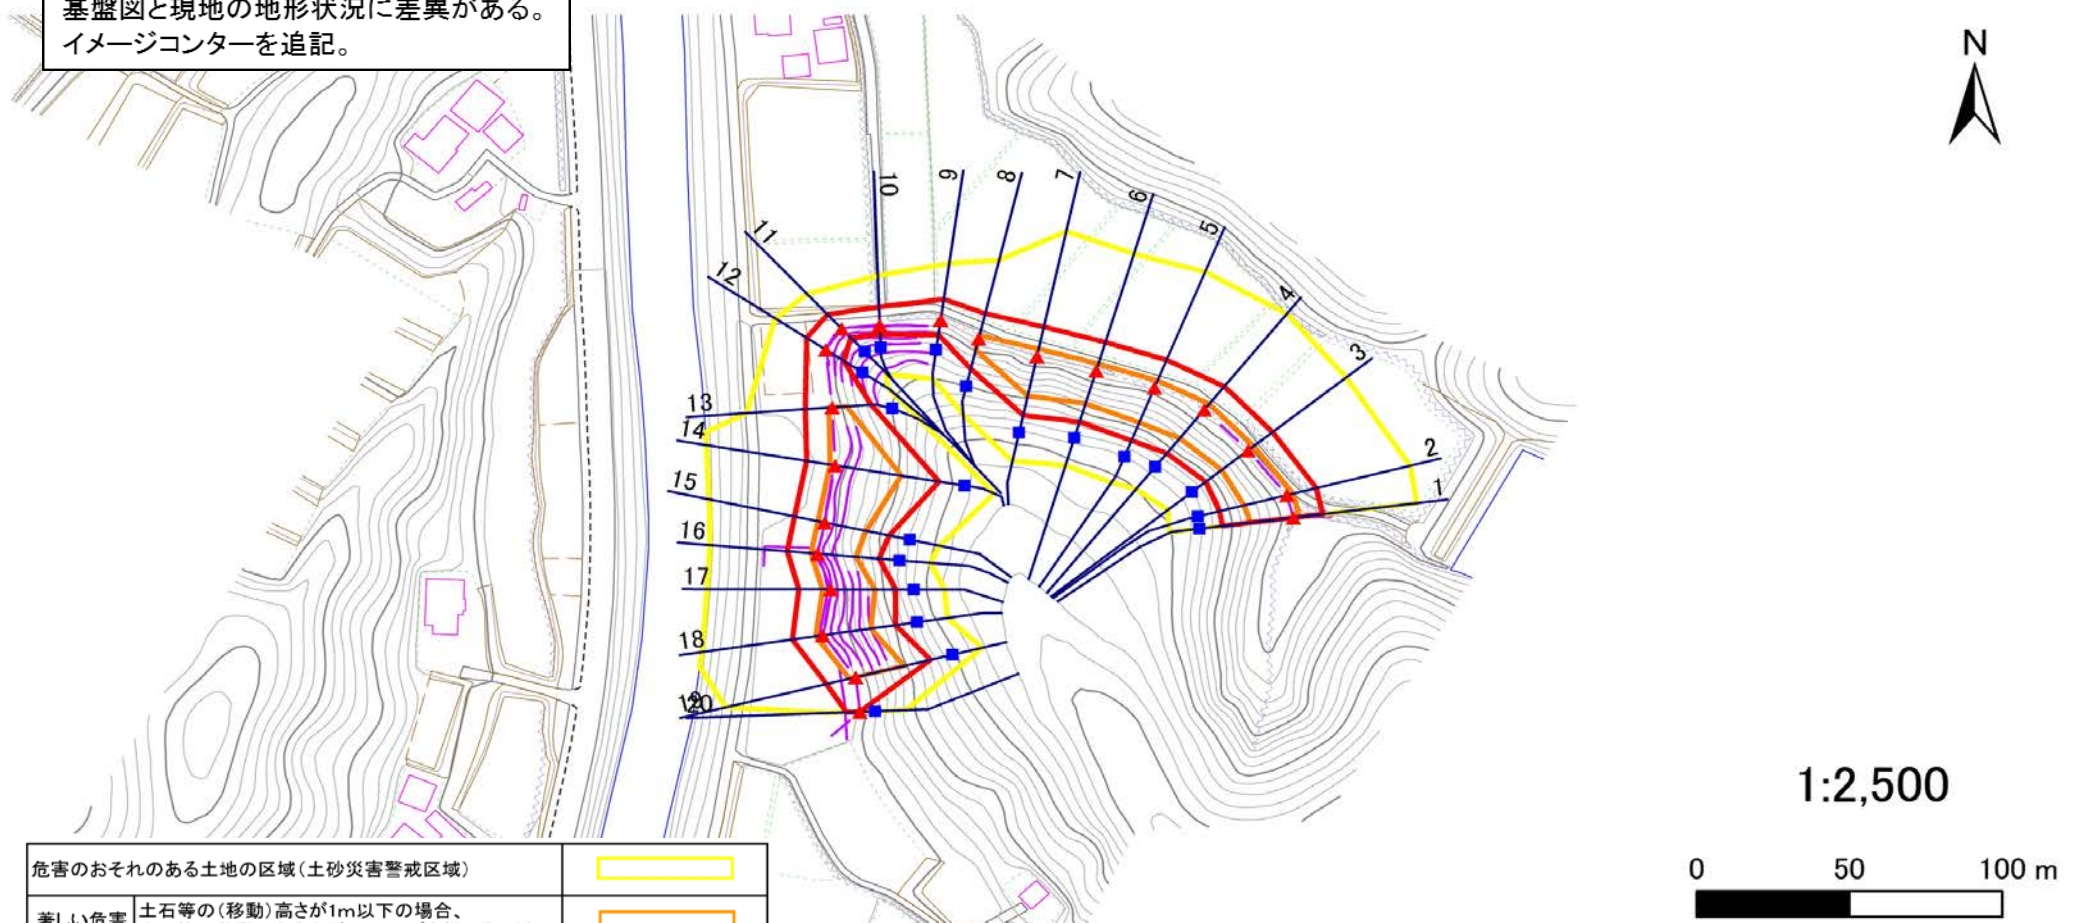 基盤図と現地の地形状況に差異がある。
イメージコンターを追記。
N
10
9
8
7
6
5
4
3
2
1
11
12
13
14
15
16
17
18
20
1:2,500
0 50 100 m
危害のおそれのある土地の区域(土砂災害警戒区域)
著しい危害
土石等の(移動)高さが1m以下の場合、